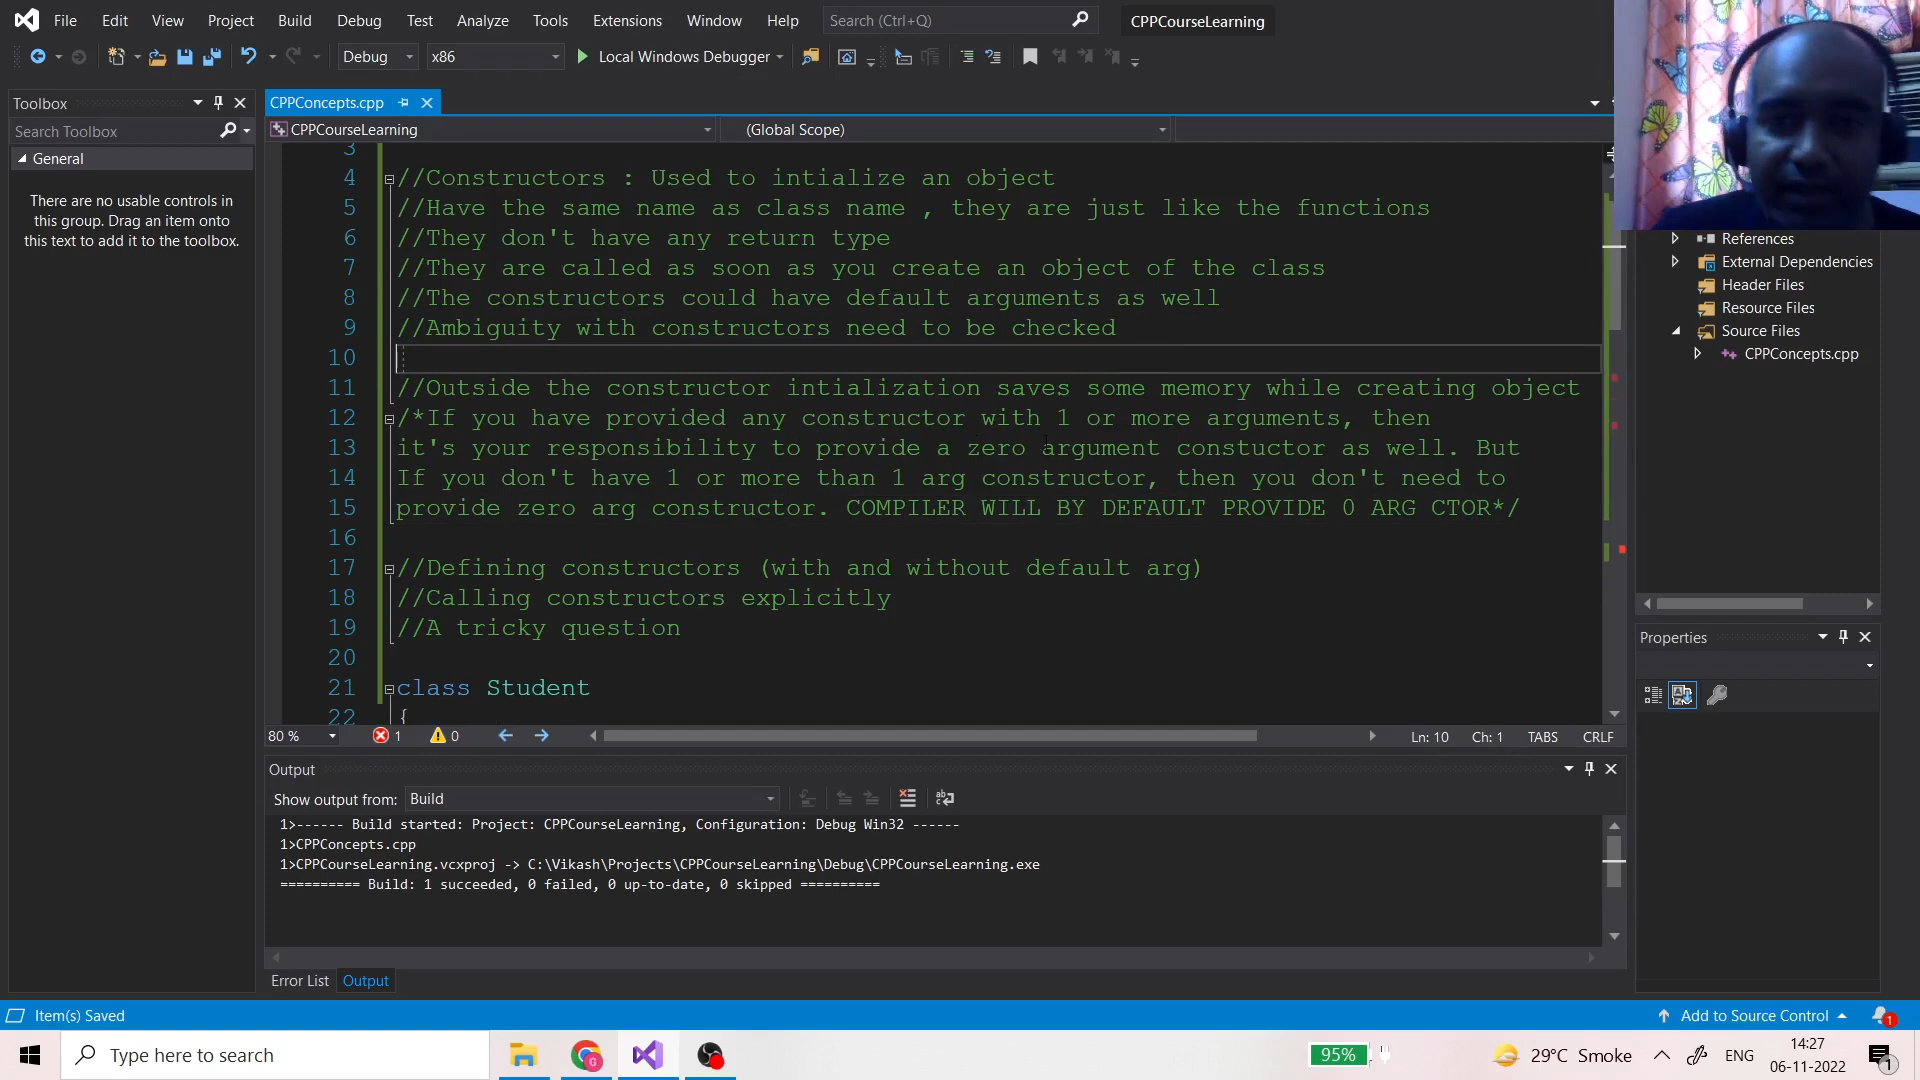 File Edit View Project Build Debug Test Analyze Tools Extensions Window Help Search (Ctrl+Q) CPPCourseLearning
Debug x86 Local Windows Debugger
Toolbox
Search Toolbox
General
There are no usable controls in
this group. Drag an item onto
this text to add it to the toolbox.
CPPConcepts.cpp
CPPCourseLearning (Global Scope)
3
4 //Constructors : Used to intialize an object
5 //Have the same name as class name , they are just like the functions
6 //They don't have any return type
7 //They are called as soon as you create an object of the class
8 //The constructors could have default arguments as well
9 //Ambiguity with constructors need to be checked
10
11 //Outside the constructor intialization saves some memory while creating object
12 /*If you have provided any constructor with 1 or more arguments, then
13 it's your responsibility to provide a zero argument constuctor as well. But
14 If you don't have 1 or more than 1 arg constructor, then you don't need to
15 provide zero arg constructor. COMPILER WILL BY DEFAULT PROVIDE 0 ARG CTOR*/
16
17 //Defining constructors (with and without default arg)
18 //Calling constructors explicitly
19 //A tricky question
20
21 class Student
22 {
80 % 1 0 Ln: 10 Ch: 1 TABS CRLF
References
External Dependencies
Header Files
Resource Files
Source Files
CPPConcepts.cpp
Properties
Output
Show output from: Build
1>------ Build started: Project: CPPCourseLearning, Configuration: Debug Win32 ------
1>CPPConcepts.cpp
1>CPPCourseLearning.vcxproj -> C:\Vikash\Projects\CPPCourseLearning\Debug\CPPCourseLearning.exe
========== Build: 1 succeeded, 0 failed, 0 up-to-date, 0 skipped ==========
Error List Output
Item(s) Saved Add to Source Control 1
Type here to search 95% 29°C Smoke ENG 14:27
06-11-2022 1